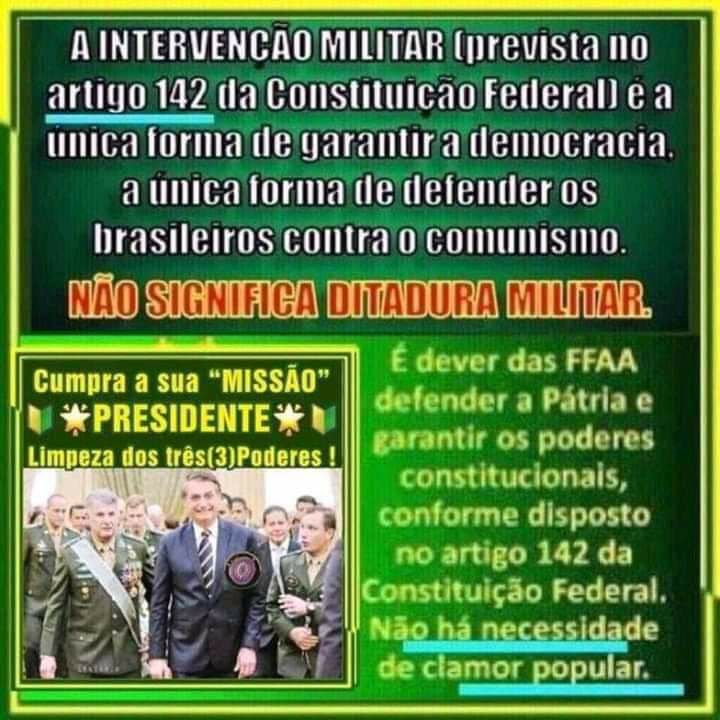 A INTERVENÇÃO MILITAR (prevista no
artigo 142 da Constituição Federal) é a
única forma de garantir a democracia,
a única forma de defender os
brasileiros contra o comunismo.
NÃO SIGNIFICA DITADURA MILITAR.
Cumpra a sua “MISSÃO”
PRESIDENTE
Limpeza dos três(3)Poderes !
É dever das FFAA
defender a Pátria e
garantir os poderes
constitucionais,
conforme disposto
no artigo 142 da
Constituição Federal.
Não há necessidade
de clamor popular.